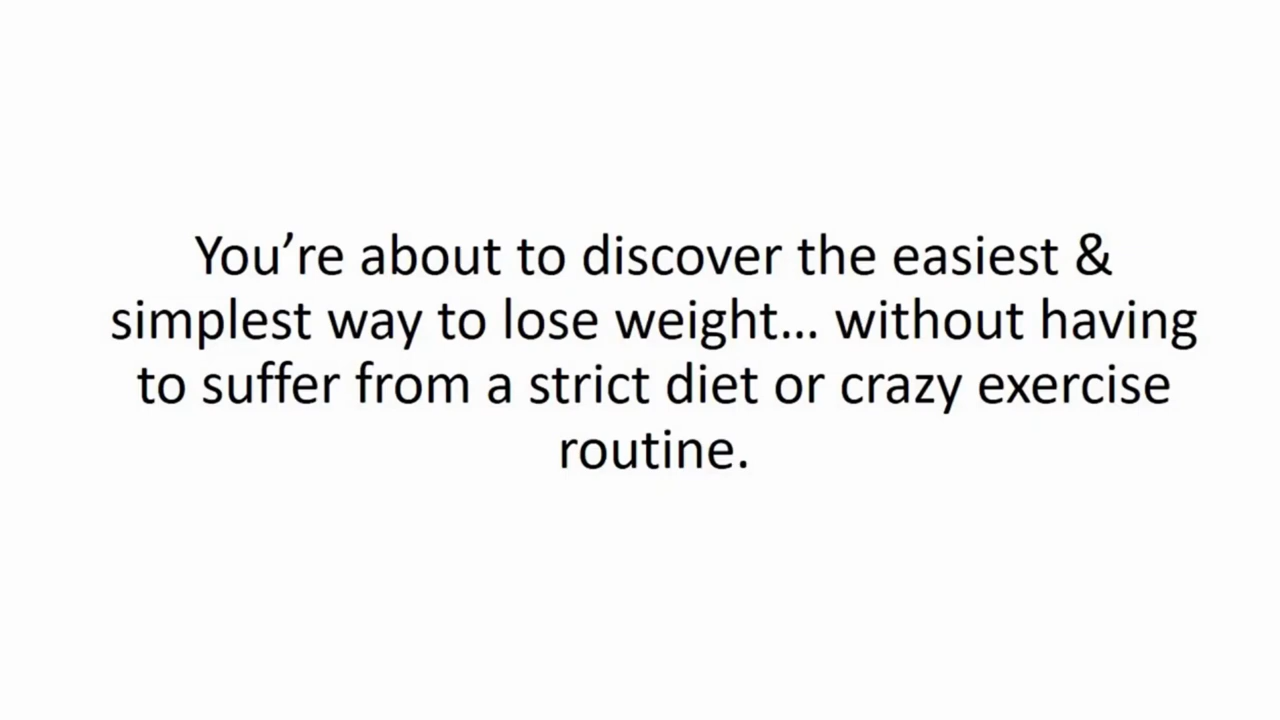 You’re about to discover the easiest &
simplest way to lose weight… without having
to suffer from a strict diet or crazy exercise
routine.